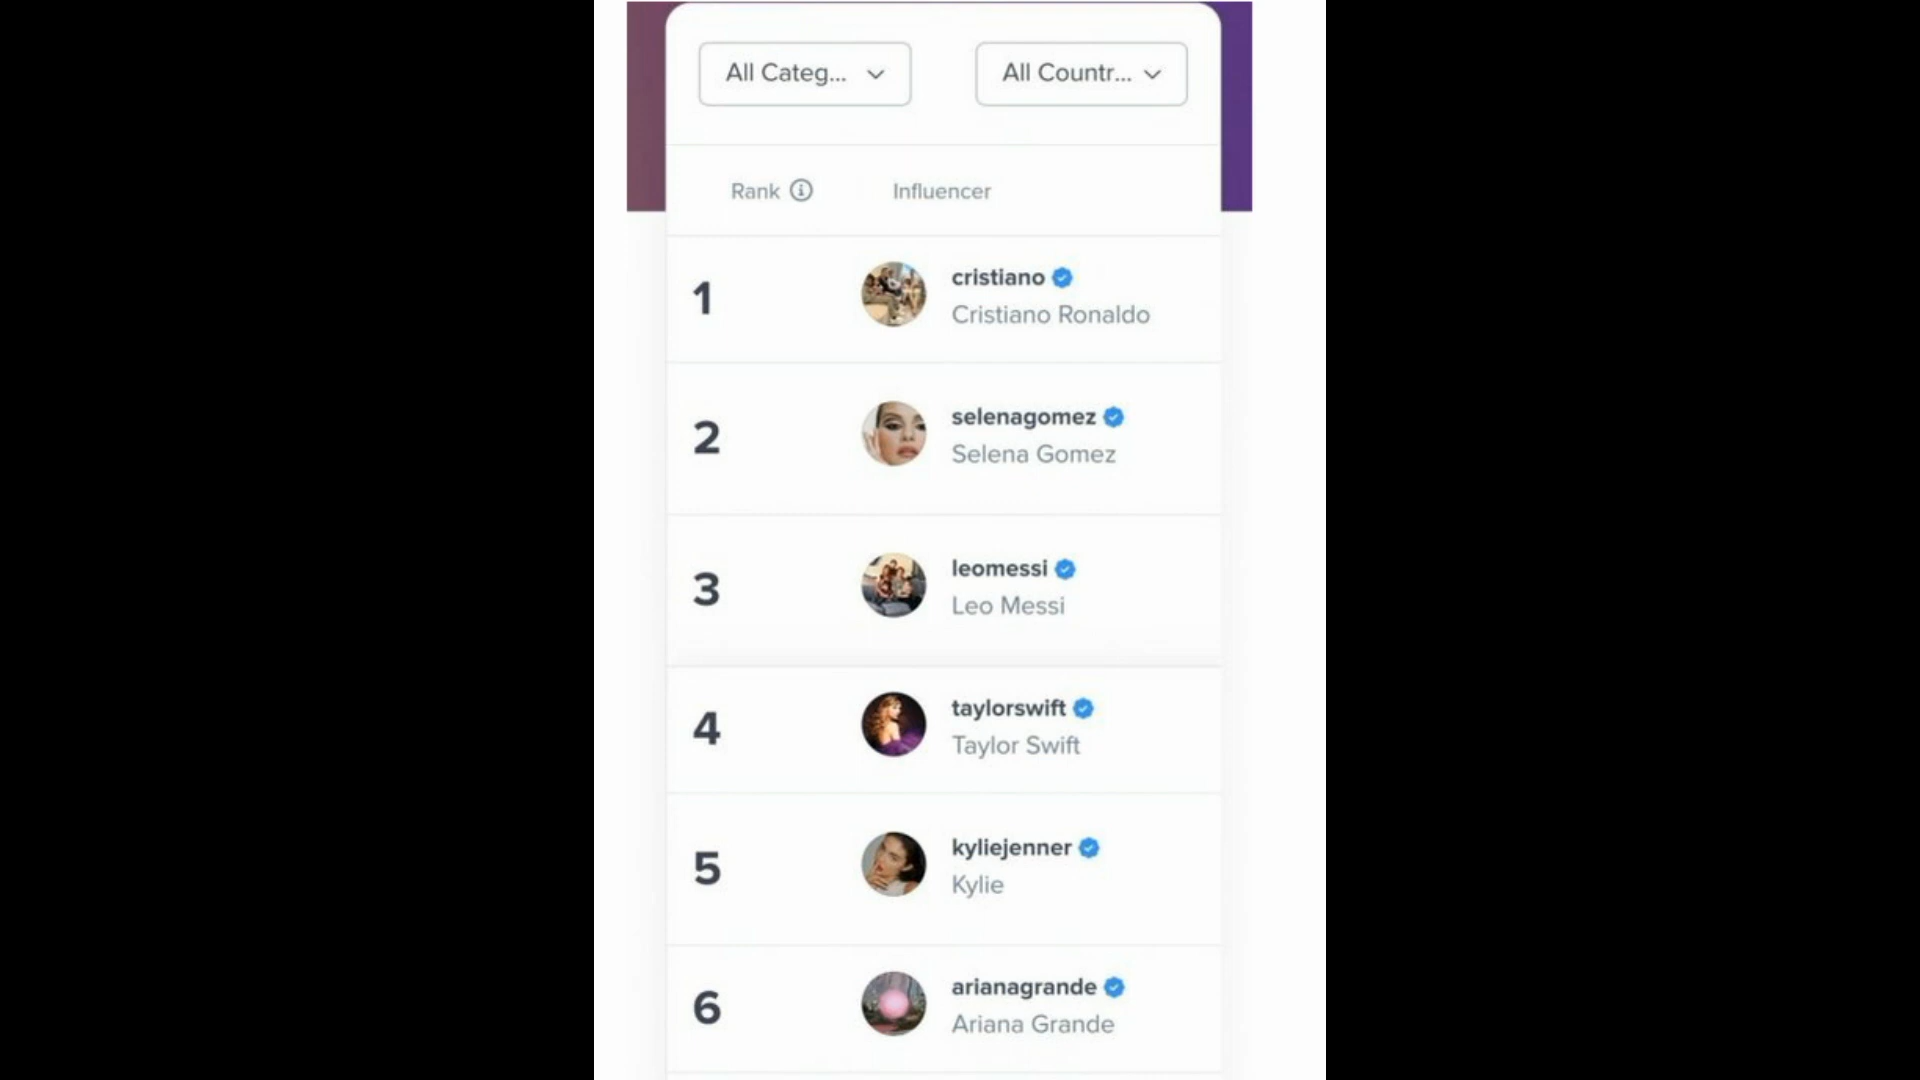 All Categ... All Countr...
Rank Influencer
1
cristiano
Cristiano Ronaldo
2
selenagomez
Selena Gomez
3
leomessi
Leo Messi
4
taylorswift
Taylor Swift
5
kyliejenner
Kylie
6
arianagrande
Ariana Grande